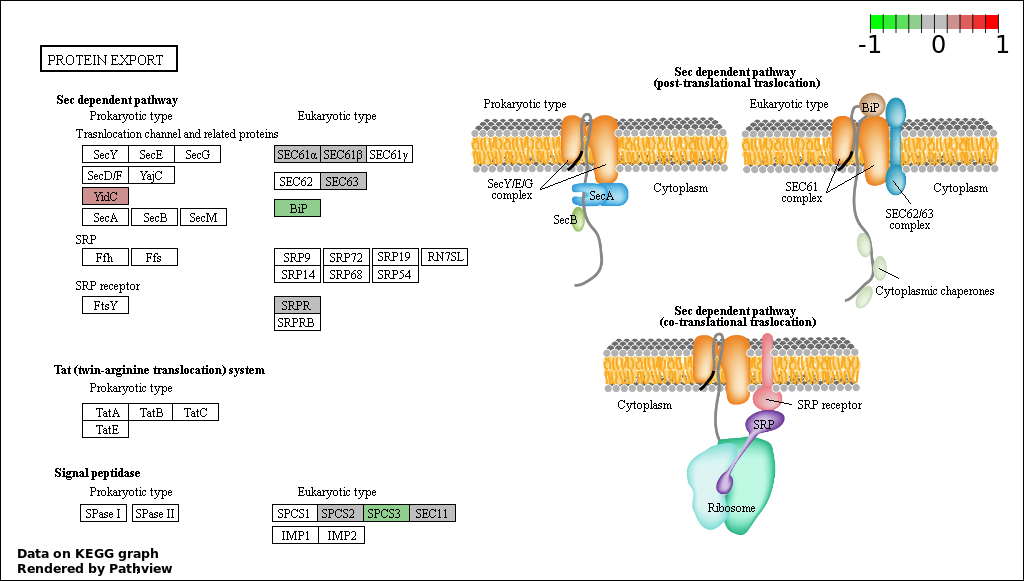 -1 0 1
PROTEIN EXPORT
Sec dependent pathway
Prokaryotic type Eukaryotic type
Trasnlocation channel and related proteins
SecY SecE SecG SEC61α SEC61β SEC61γ
SecD/F YajC SEC62 SEC63
YidC BiP
SecA SecB SecM
SRP
Ffh Ffs SRP9 SRP72 SRP19 RN7SL
SRP14 SRP68 SRP54
SRP receptor
FtsY SRPR
SRPRB
Tat (twin-arginine translocation) system
Prokaryotic type
TatA TatB TatC
TatE
Signal peptidase
Prokaryotic type Eukaryotic type
SPase I SPase II SPCS1 SPCS2 SPCS3 SEC11
IMP1 IMP2
Sec dependent pathway
(post-translational traslocation)
Prokaryotic type
SecY/E/G
complex
SecA
SecB
Cytoplasm
Eukaryotic type
BiP
SEC61
complex
Cytoplasm
SEC62/63
complex
Cytoplasmic chaperones
Sec dependent pathway
(co-translational traslocation)
Cytoplasm
SRP receptor
SRP
Ribosome
Data on KEGG graph
Rendered by Pathview